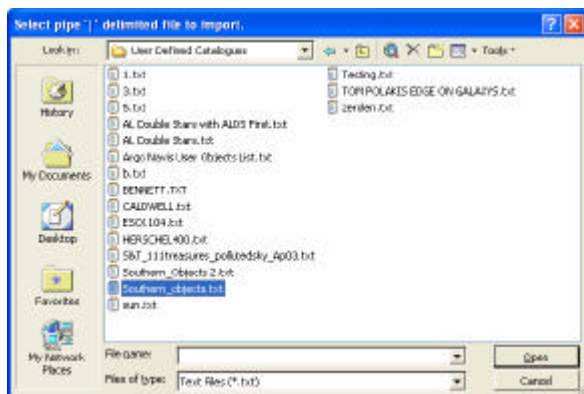 Select pipe '|' delimited file to import.
Look in:
User Defined Catalogues
Tools
History
My Documents
Desktop
Favorites
My Network
Places
1.txt
3.txt
5.txt
AL Double Stars with ALDS First.txt
AL Double Stars.txt
Argo Navis User Objects List.txt
b.txt
BENNETT.TXT
CALDWELL.txt
ESO1104.txt
HERSCHEL400.txt
S&T_111treasures_pollutedsky_Ap03.txt
Southern_Objects 2.txt
Southern_objects.txt
sun.txt
Testing.txt
TOM POLAKIS EDGE ON GALAXYS.txt
File name:
Open
Files of type:
Text Files (*.txt)
Cancel